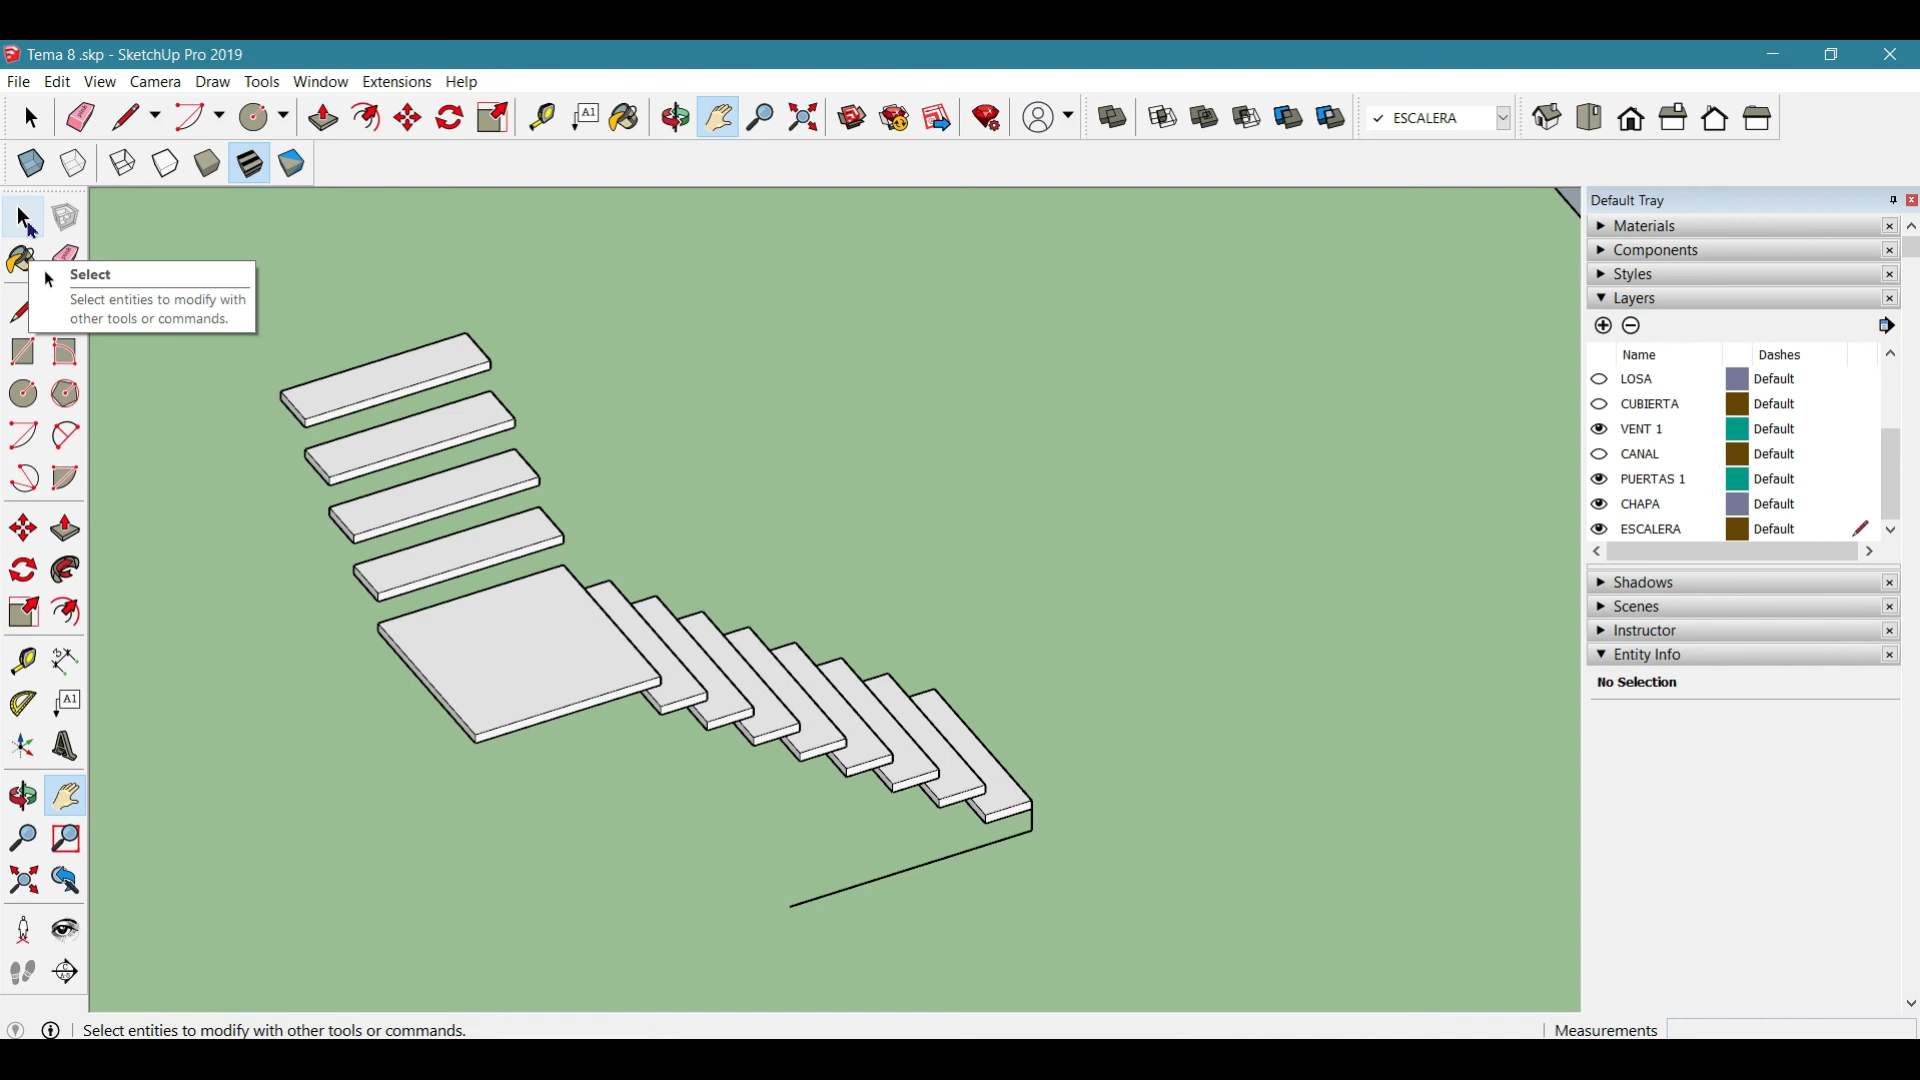 Tema 8 .skp - SketchUp Pro 2019
File Edit View Camera Draw Tools Window Extensions Help
A1
ESCALERA
Select
Select entities to modify with
other tools or commands.
A1
Default Tray
Materials
Components
Styles
Layers
Name Dashes
LOSA Default
CUBIERTA Default
VENT 1 Default
CANAL Default
PUERTAS 1 Default
CHAPA Default
ESCALERA Default
Shadows
Scenes
Instructor
Entity Info
No Selection
Select entities to modify with other tools or commands.
Measurements